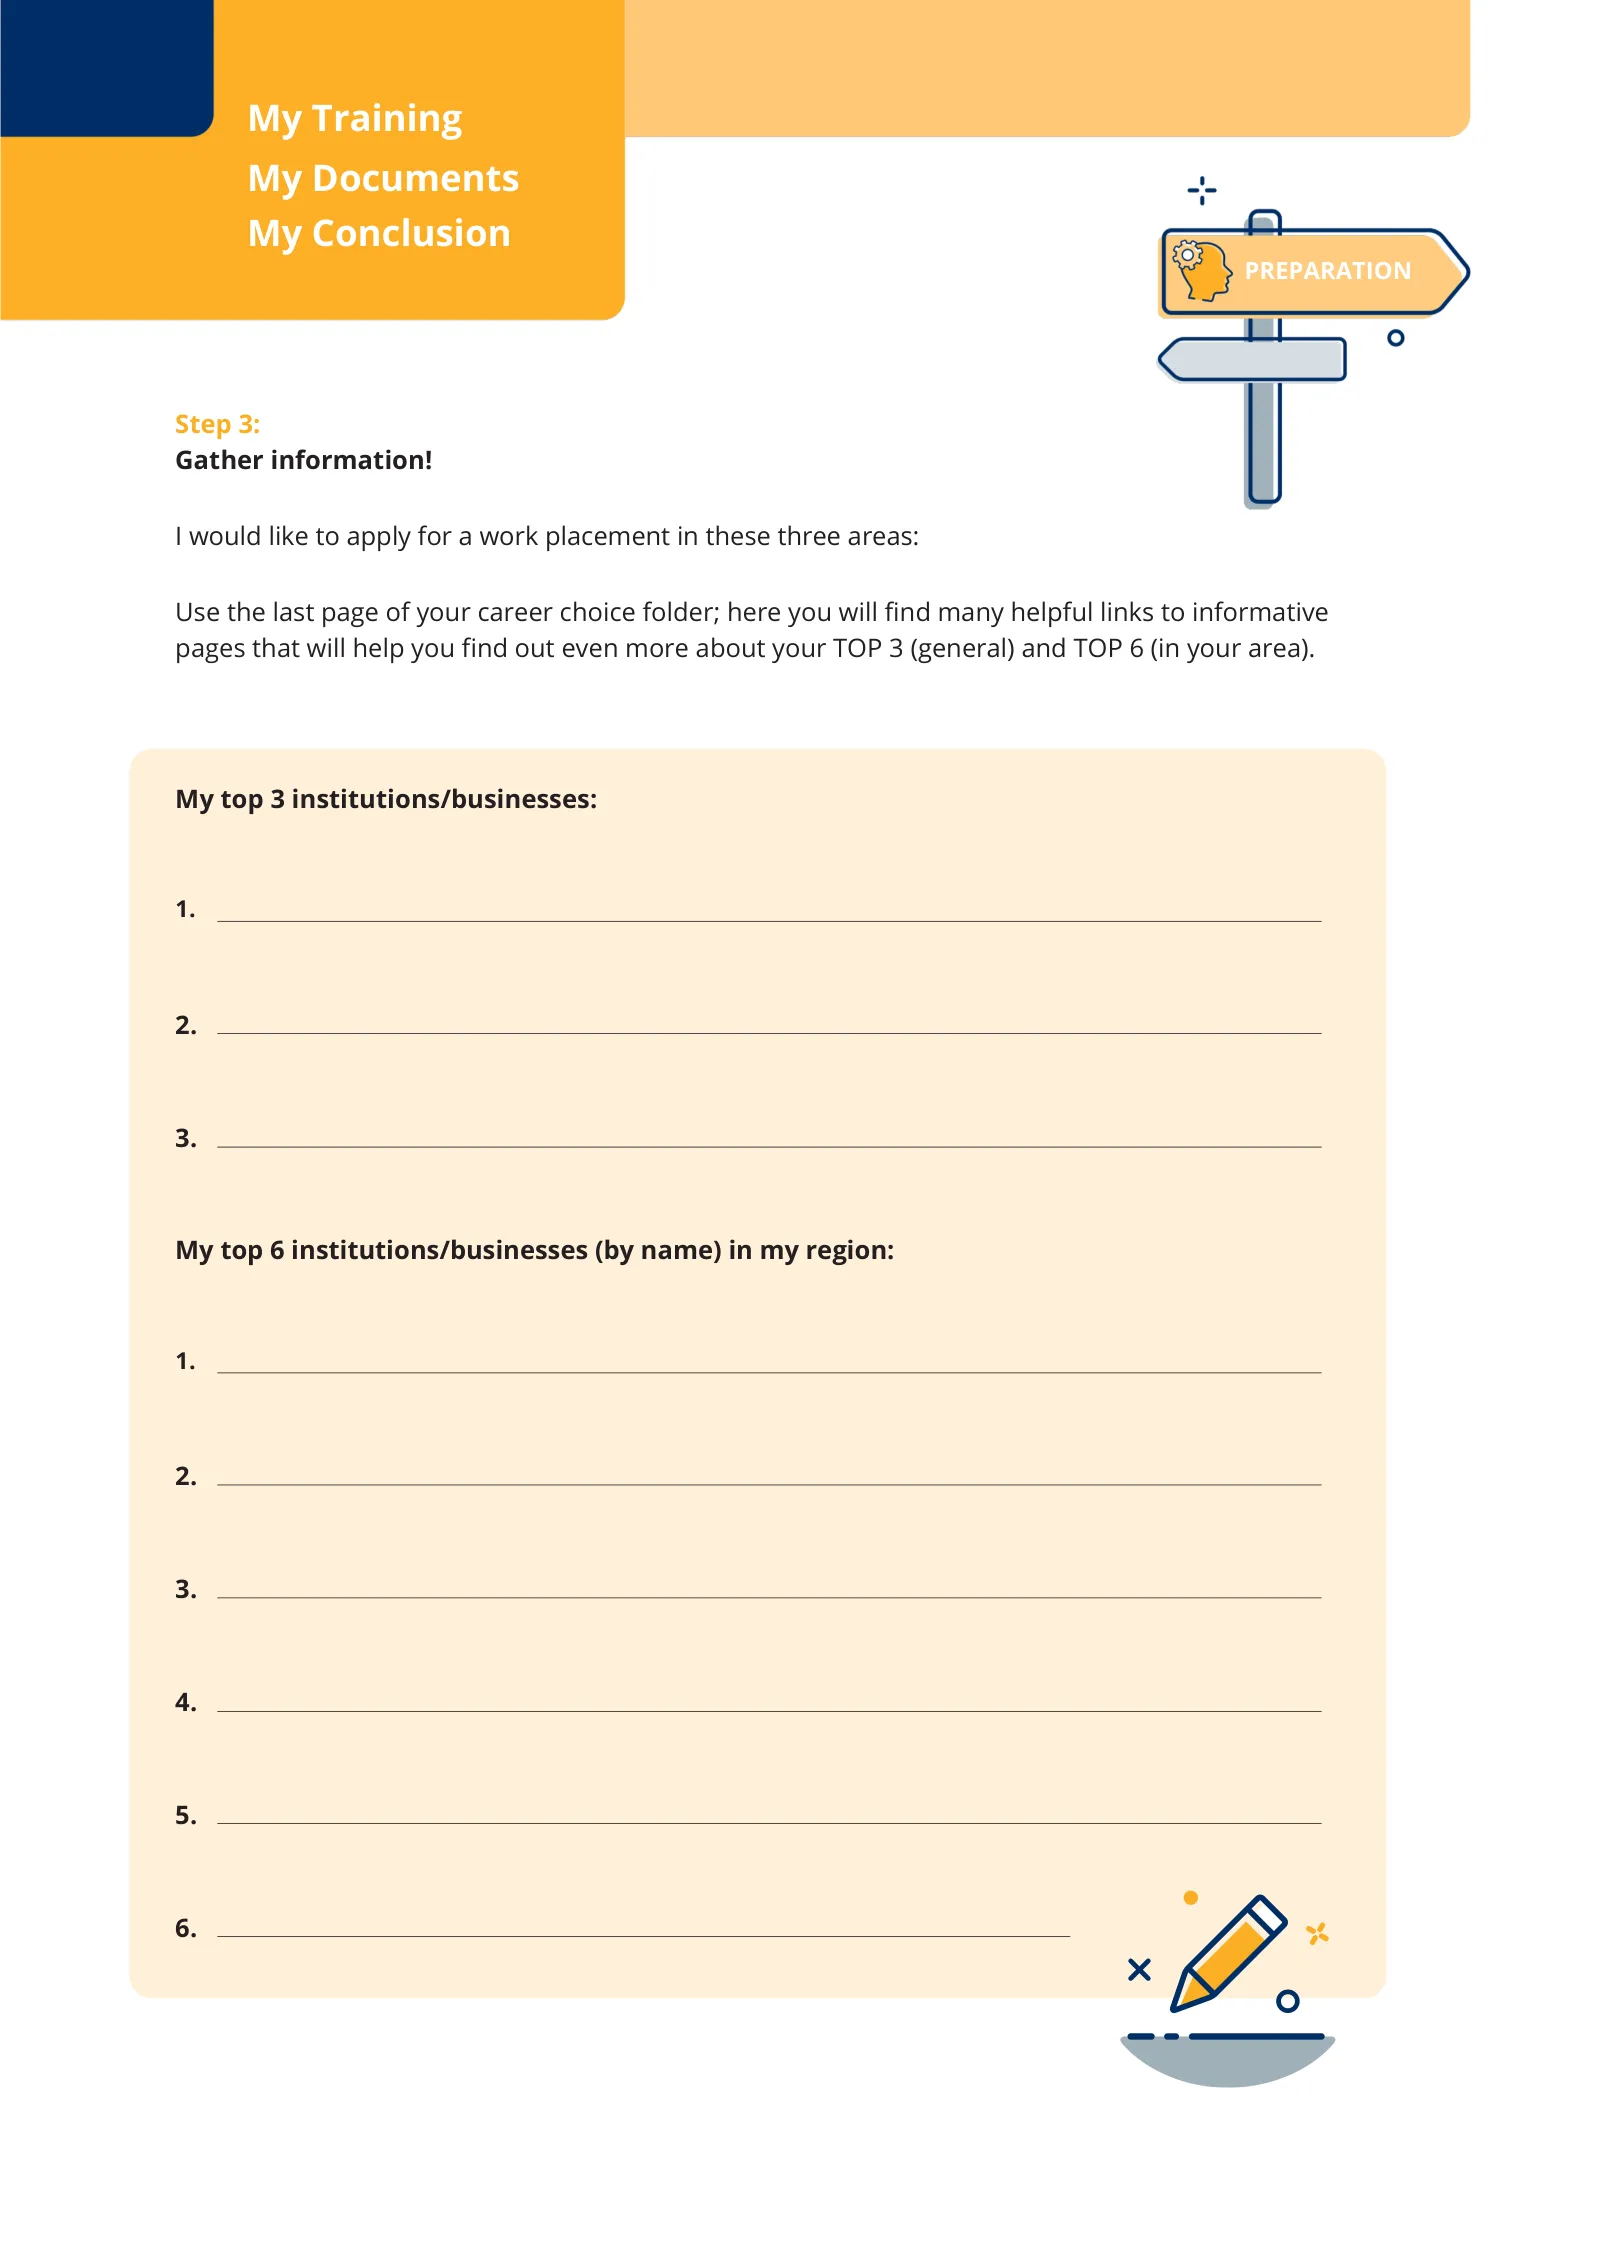 My Training
My Documents
My Conclusion
PREPARATION
Step 3:
Gather information!
I would like to apply for a work placement in these three areas:
Use the last page of your career choice folder; here you will find many helpful links to informative
pages that will help you find out even more about your TOP 3 (general) and TOP 6 (in your area).
My top 3 institutions/businesses:
1.
2.
3.
My top 6 institutions/businesses (by name) in my region:
1.
2.
3.
4.
5.
6.